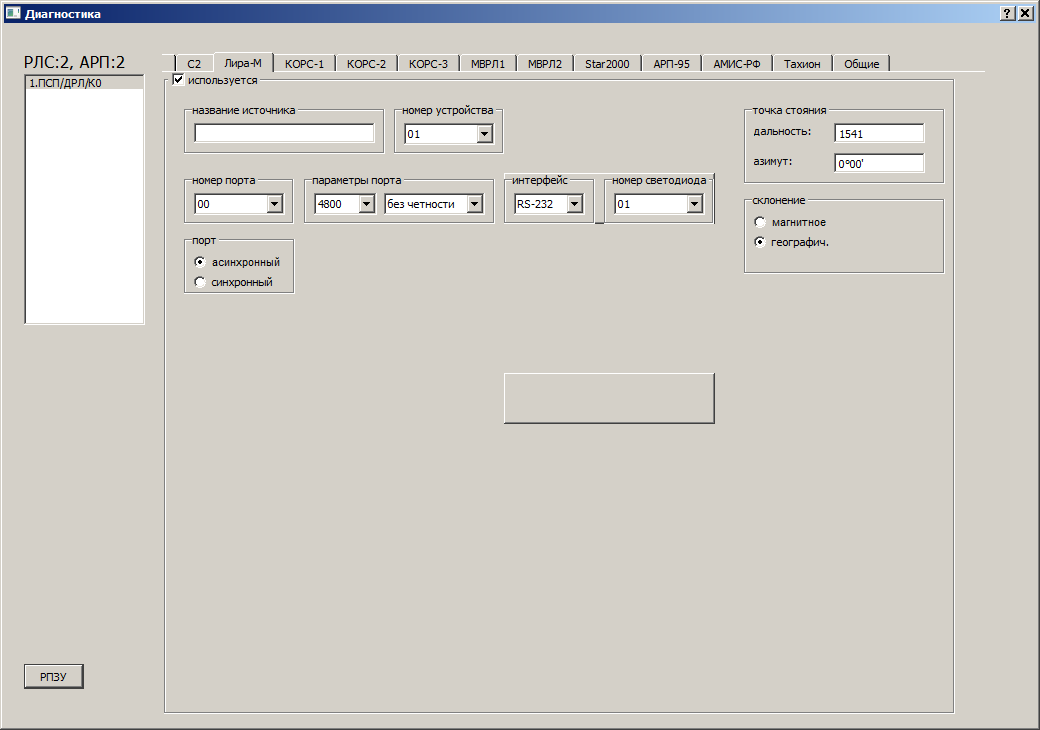 Диагностика
РЛС:2, АРП:2
1.ПСП/ДРЛ/К0
С2 Лира-М КОРС-1 КОРС-2 КОРС-3 МВРЛ1 МВРЛ2 Star2000 АРП-95 АМИС-РФ Тахион Общие
используется
название источника номер устройства точка стояния
01 дальность: 1541
азимут: 0°00'
номер порта параметры порта интерфейс номер светодиода
00 4800 без четности RS-232 01
склонение
магнитное
географич.
порт
асинхронный
синхронный
РПЗУ